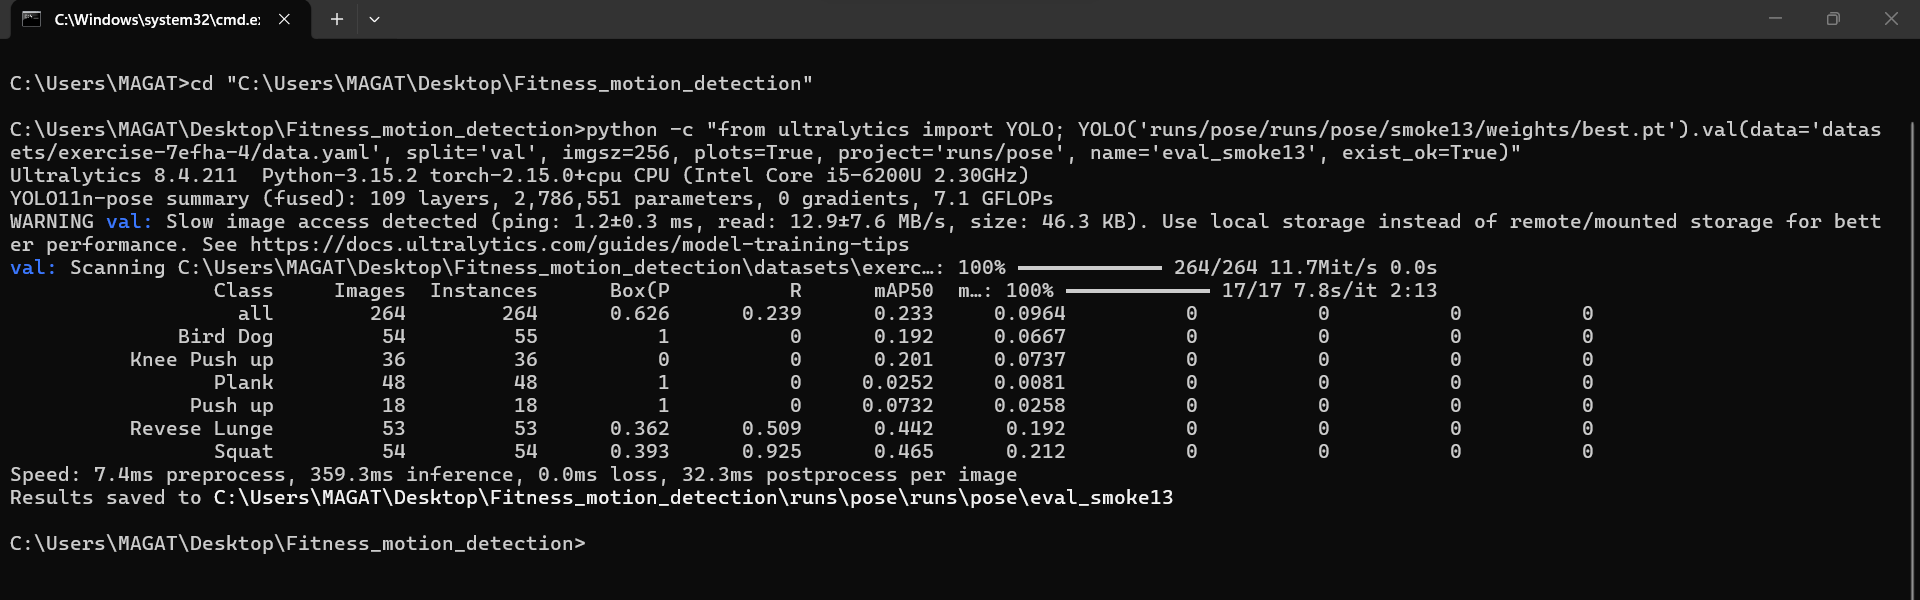 C:\Windows\system32\cmd.e:
C:\Users\MAGAT>cd "C:\Users\MAGAT\Desktop\Fitness_motion_detection"
C:\Users\MAGAT\Desktop\Fitness_motion_detection>python -c "from ultralytics import YOLO; YOLO('runs/pose/runs/pose/smoke13/weights/best.pt').val(data='datas
ets/exercise-7efha-4/data.yaml', split='val', imgsz=256, plots=True, project='runs/pose', name='eval_smoke13', exist_ok=True)"
Ultralytics 8.4.211  Python-3.15.2 torch-2.15.0+cpu CPU (Intel Core i5-6200U 2.30GHz)
YOLO11n-pose summary (fused): 109 layers, 2,786,551 parameters, 0 gradients, 7.1 GFLOPs
WARNING val: Slow image access detected (ping: 1.2±0.3 ms, read: 12.9±7.6 MB/s, size: 46.3 KB). Use local storage instead of remote/mounted storage for bett
er performance. See https://docs.ultralytics.com/guides/model-training-tips
val: Scanning C:\Users\MAGAT\Desktop\Fitness_motion_detection\datasets\exerc…: 100% 264/264 11.7Mit/s 0.0s
Class Images Instances Box(P R mAP50 m…: 100% 17/17 7.8s/it 2:13
all 264 264 0.626 0.239 0.233 0.0964 0 0 0 0
Bird Dog 54 55 1 0 0.192 0.0667 0 0 0 0
Knee Push up 36 36 0 0 0.201 0.0737 0 0 0 0
Plank 48 48 1 0 0.0252 0.0081 0 0 0 0
Push up 18 18 1 0 0.0732 0.0258 0 0 0 0
Revese Lunge 53 53 0.362 0.509 0.442 0.192 0 0 0 0
Squat 54 54 0.393 0.925 0.465 0.212 0 0 0 0
Speed: 7.4ms preprocess, 359.3ms inference, 0.0ms loss, 32.3ms postprocess per image
Results saved to C:\Users\MAGAT\Desktop\Fitness_motion_detection\runs\pose\runs\pose\eval_smoke13
C:\Users\MAGAT\Desktop\Fitness_motion_detection>